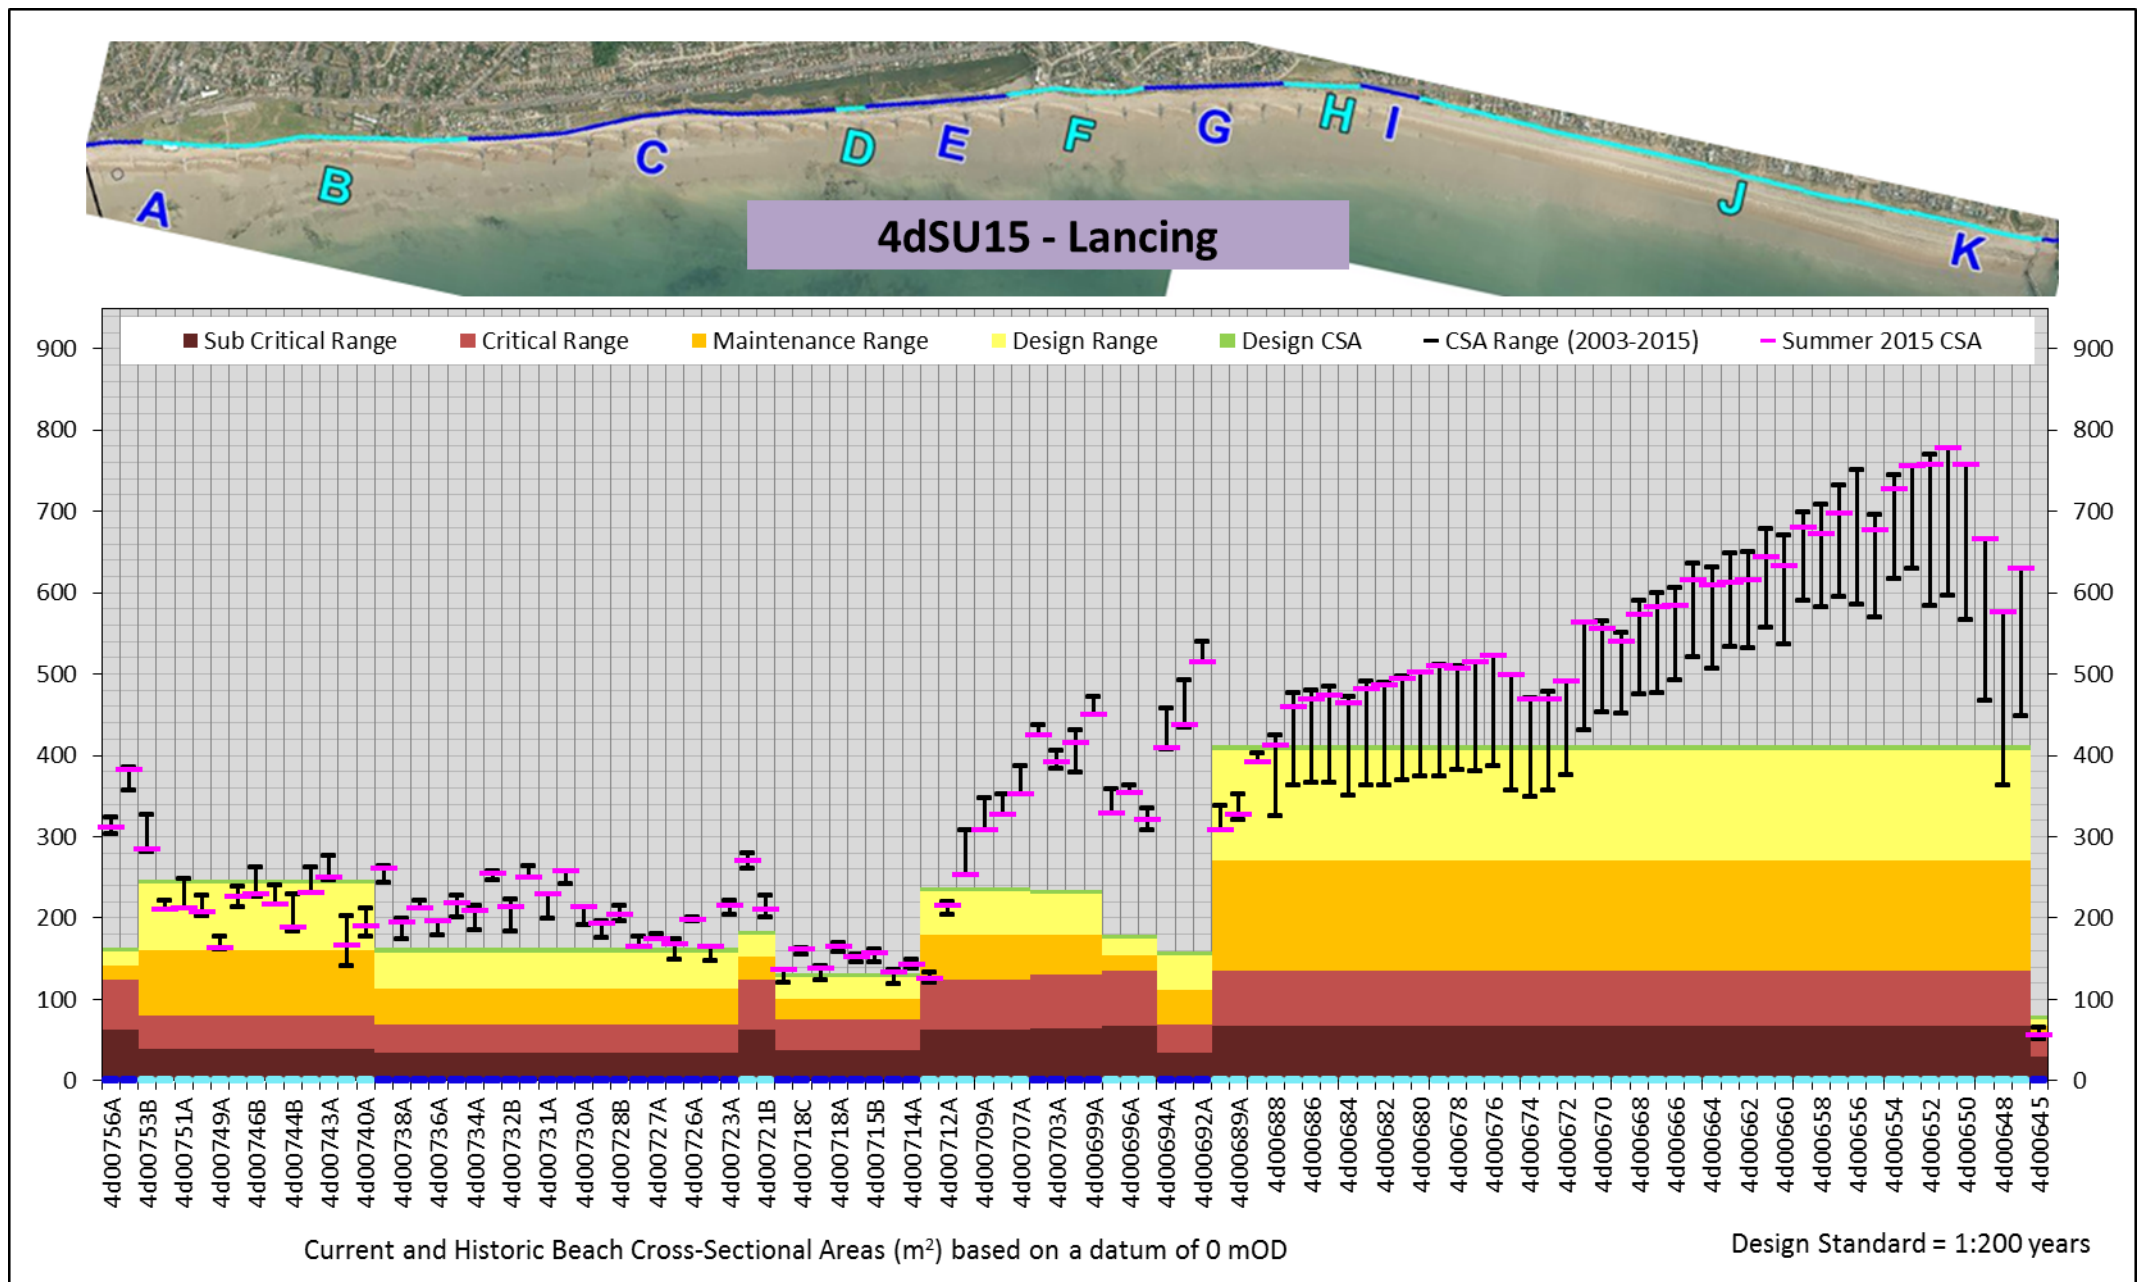 A
B
C
D
E
F
G
H
I
J
K
4dSU15 - Lancing
Sub Critical Range
Critical Range
Maintenance Range
Design Range
Design CSA
CSA Range (2003-2015)
Summer 2015 CSA
900
800
700
600
500
400
300
200
100
0
900
800
700
600
500
400
300
200
100
0
4d00756A
4d00753B
4d00751A
4d00749A
4d00746B
4d00744B
4d00743A
4d00740A
4d00738A
4d00736A
4d00734A
4d00732B
4d00731A
4d00730A
4d00728B
4d00727A
4d00726A
4d00723A
4d00721B
4d00718C
4d00718A
4d00715B
4d00714A
4d00712A
4d00709A
4d00707A
4d00703A
4d00699A
4d00696A
4d00694A
4d00692A
4d00689A
4d00688
4d00686
4d00684
4d00682
4d00680
4d00678
4d00676
4d00674
4d00672
4d00670
4d00668
4d00666
4d00664
4d00662
4d00660
4d00658
4d00656
4d00654
4d00652
4d00650
4d00648
4d00645
Current and Historic Beach Cross-Sectional Areas (m²) based on a datum of 0 mOD
Design Standard = 1:200 years